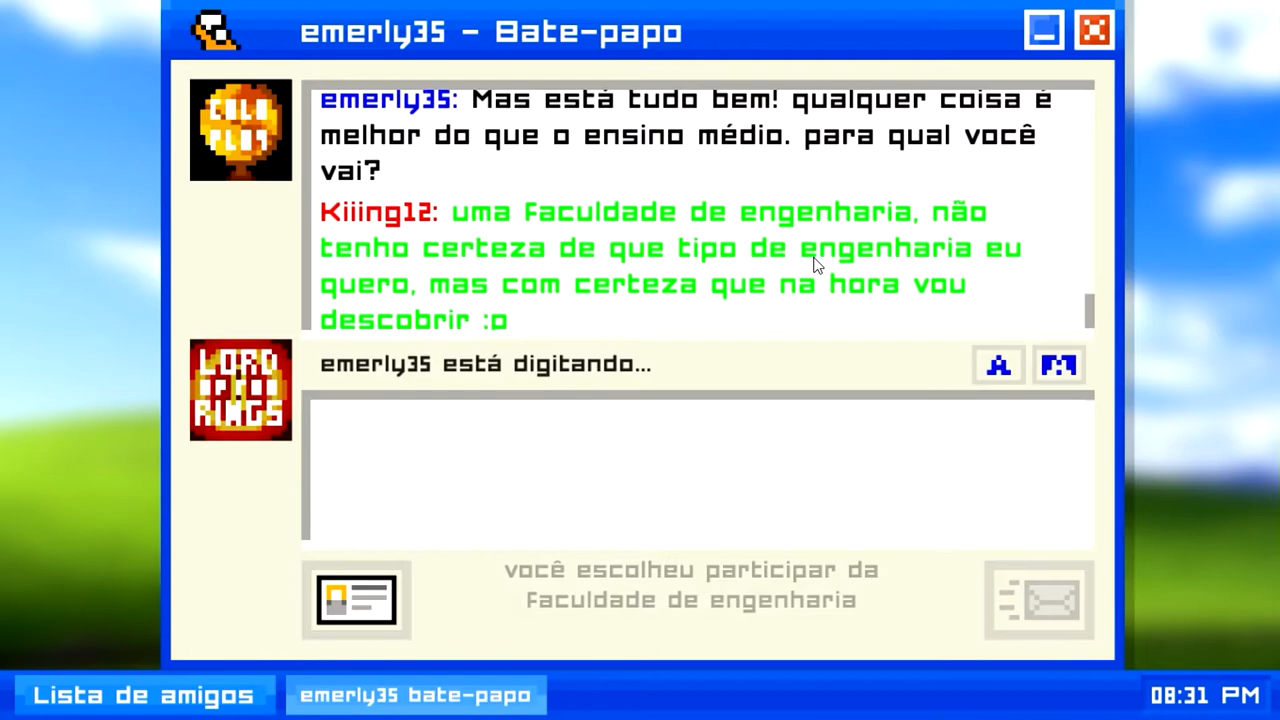 emerly35 - Bate-papo
COLD
PLAY
emerly35: Mas está tudo bem! qualquer coisa é
melhor do que o ensino médio. para qual você
vai?
Kiiing12: uma Faculdade de engenharia, não
tenho certeza de que tipo de engenharia eu
quero, mas com certeza que na hora vou
descobrir :p
LORD
OF THE
RINGS
emerly35 está digitando...
A
você escolheu participar da
Faculdade de engenharia
Lista de amigos
emerly35 bate-papo
08:31 PM